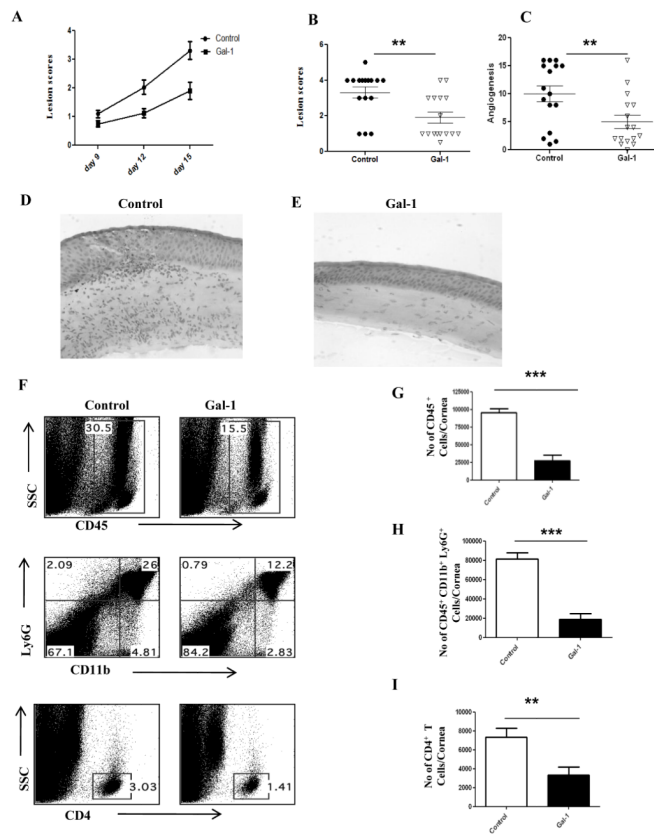 A
Lesion scores
4
3
2
1
0
day 9
day 12
day 15
Control
Gal-1
B
**
Lesion scores
6
4
2
0
Control
Gal-1
C
**
Angiogenesis
20
15
10
5
0
Control
Gal-1
D
Control
E
Gal-1
F
Control
Gal-1
SSC
30.5
15.5
CD45
Ly6G
2.09
26
67.1
4.81
0.79
12.2
84.2
2.83
CD11b
SSC
3.03
1.41
CD4
G
***
No of CD45 +
Cells/Cornea
125000
100000
75000
50000
25000
0
Control
Gal-1
H
***
No of CD45+ CD11b+ Ly6G+
Cells/Cornea
100000
80000
60000
40000
20000
0
Control
Gal-1
I
**
No of CD4+ T
Cells/Cornea
10000
8000
6000
4000
2000
0
Control
Gal-1